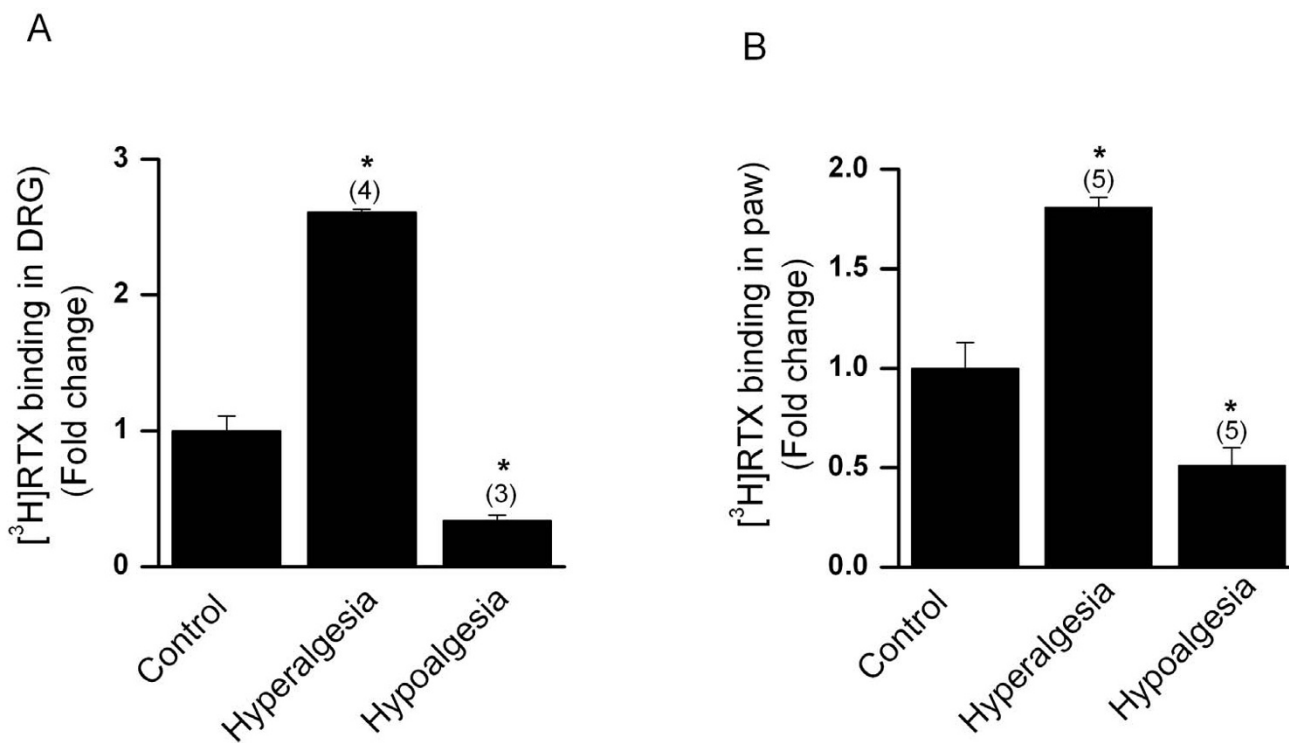 A
[³H]RTX binding in DRG)
(Fold change)
3
2
1
0
*
(4)
*
(3)
Control
Hyperalgesia
Hypoalgesia
B
[³H]RTX binding in paw)
(Fold change)
2.0
1.5
1.0
0.5
0.0
*
(5)
*
(5)
Control
Hyperalgesia
Hypoalgesia